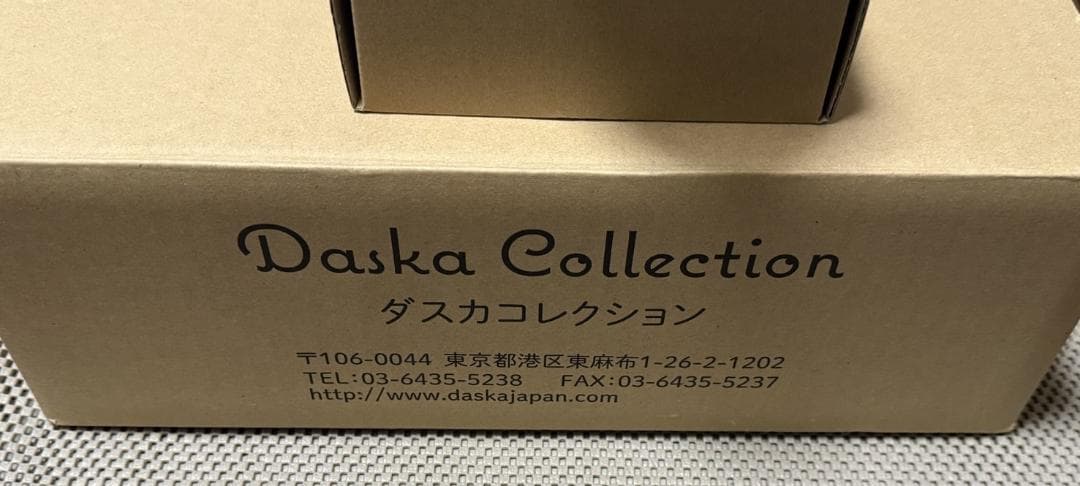 Daska Collection
ダスカコレクション
〒106-0044 東京都港区東麻布1-26-2-1202
TEL:03-6435-5238 FAX:03-6435-5237
http://www.daskajapan.com